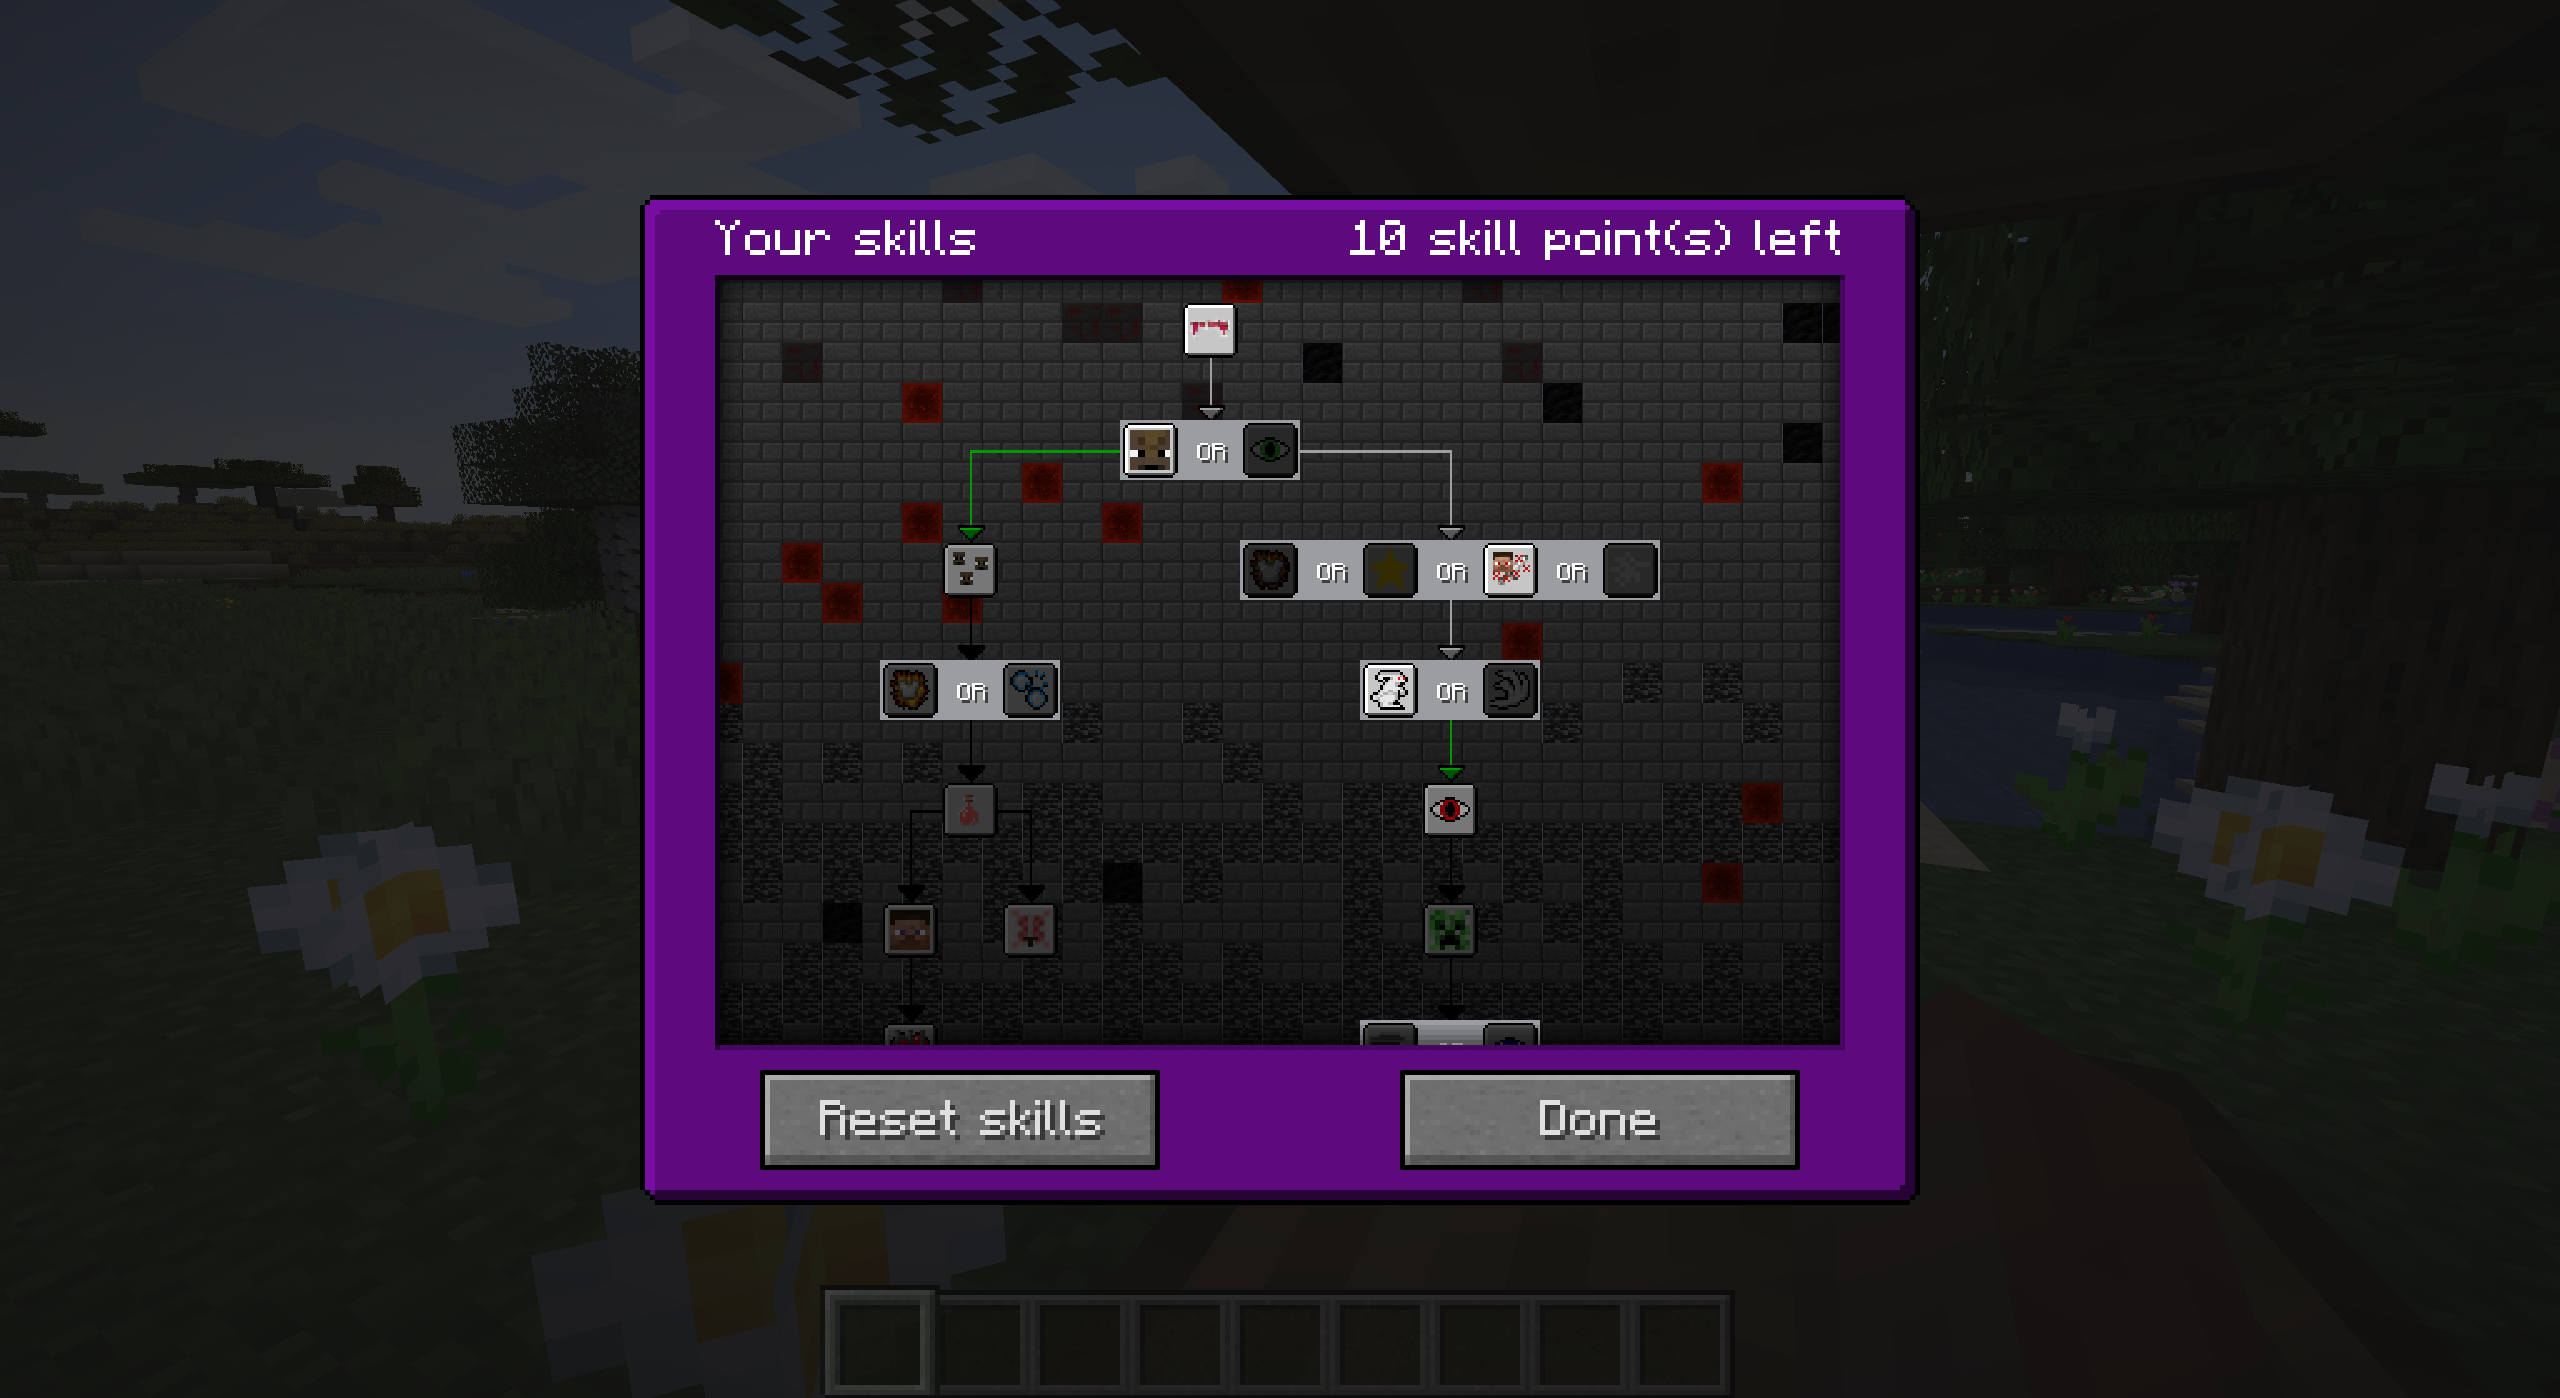 Your skills
10 skill point(s) left
OR
OR OR OR
OR
OR
Reset skills
Done